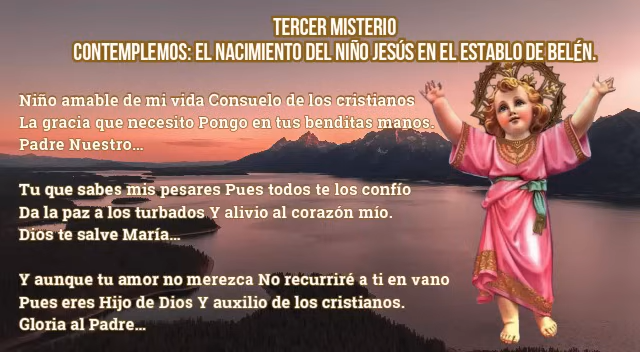 TERCER MISTERIO
CONTEMPLEMOS: EL NACIMIENTO DEL NIÑO JESÚS EN EL ESTABLO DE BELÉN.
Niño amable de mi vida Consuelo de los cristianos
La gracia que necesito Pongo en tus benditas manos.
Padre Nuestro...
Tu que sabes mis pesares Pues todos te los confío
Da la paz a los turbados Y alivio al corazón mío.
Dios te salve María...
Y aunque tu amor no merezca No recurriré a ti en vano
Pues eres Hijo de Dios Y auxilio de los cristianos.
Gloria al Padre...